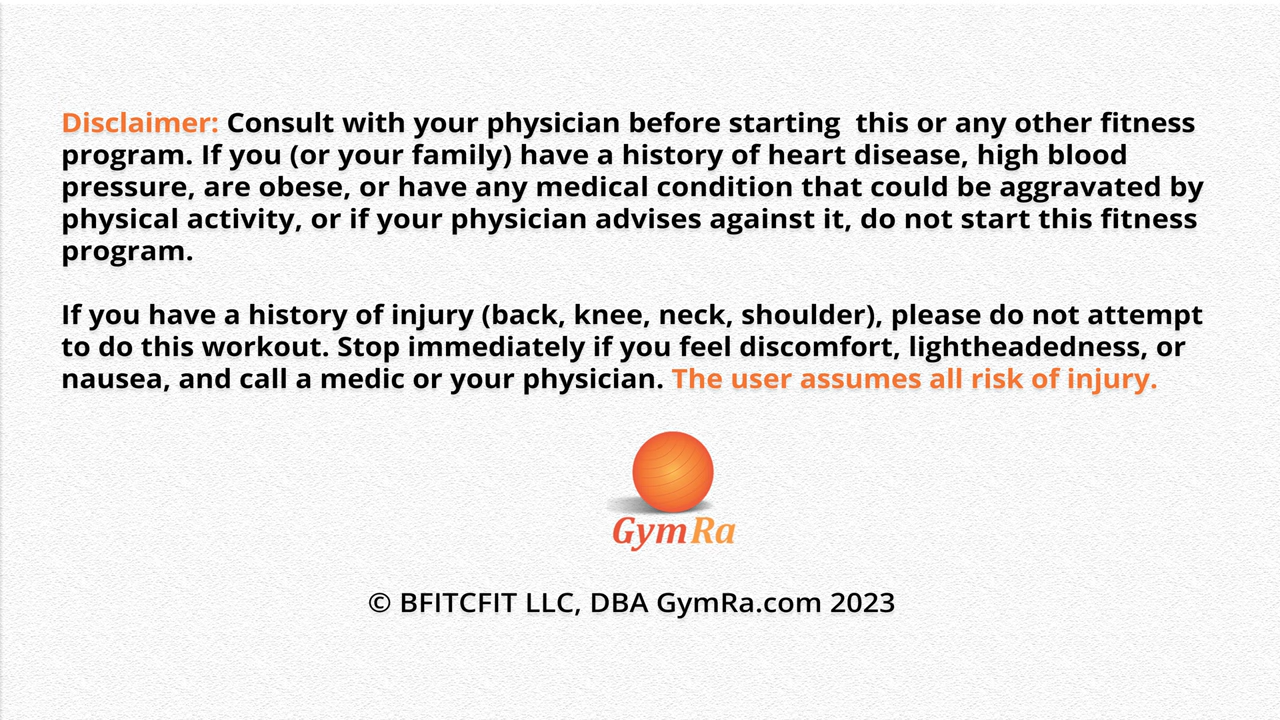 Disclaimer: Consult with your physician before starting  this or any other fitness
program. If you (or your family) have a history of heart disease, high blood
pressure, are obese, or have any medical condition that could be aggravated by
physical activity, or if your physician advises against it, do not start this fitness
program.
If you have a history of injury (back, knee, neck, shoulder), please do not attempt
to do this workout. Stop immediately if you feel discomfort, lightheadedness, or
nausea, and call a medic or your physician. The user assumes all risk of injury.
GymRa
© BFITCFIT LLC, DBA GymRa.com 2023